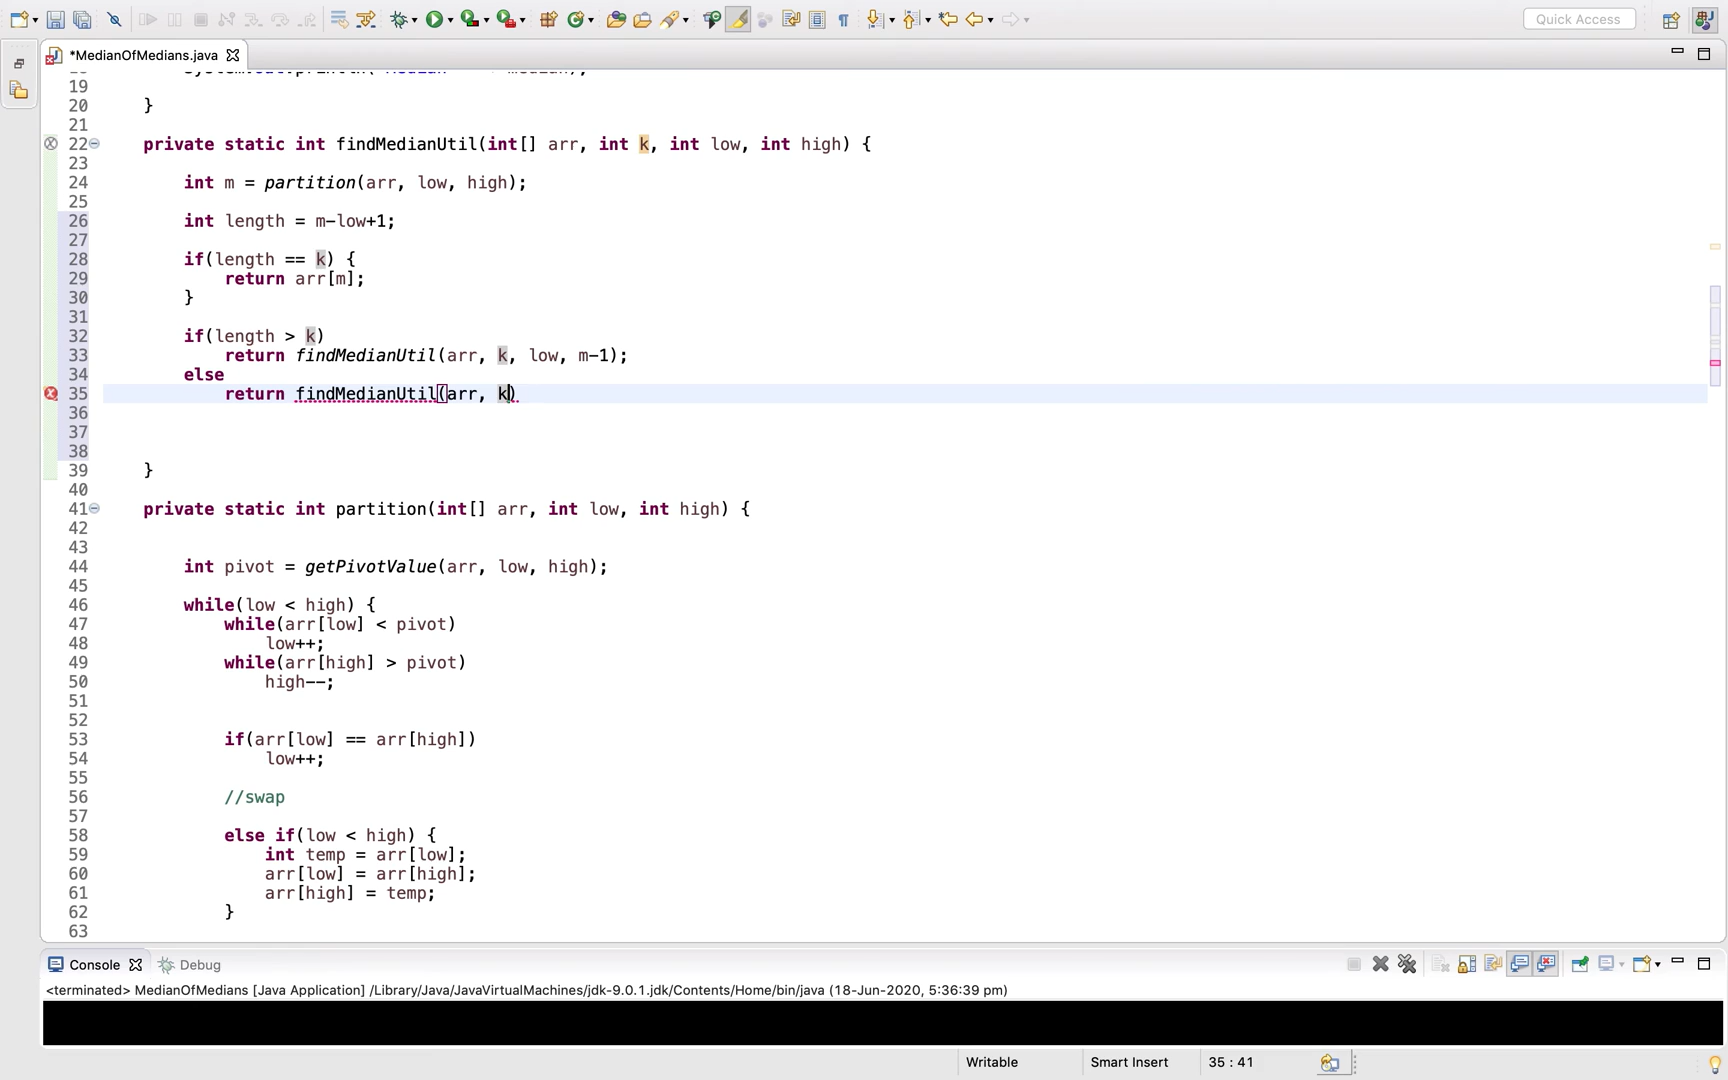 Quick Access
*MedianOfMedians.java
19
20 }
21
22 private static int findMedianUtil(int[] arr, int k, int low, int high) {
23
24 int m = partition(arr, low, high);
25
26 int length = m-low+1;
27
28 if(length == k) {
29 return arr[m];
30 }
31
32 if(length > k)
33 return findMedianUtil(arr, k, low, m-1);
34 else
35 return findMedianUtil(arr, k)
36
37
38
39 }
40
41 private static int partition(int[] arr, int low, int high) {
42
43
44 int pivot = getPivotValue(arr, low, high);
45
46 while(low < high) {
47 while(arr[low] < pivot)
48 low++;
49 while(arr[high] > pivot)
50 high--;
51
52
53 if(arr[low] == arr[high])
54 low++;
55
56 //swap
57
58 else if(low < high) {
59 int temp = arr[low];
60 arr[low] = arr[high];
61 arr[high] = temp;
62 }
63
Console Debug
<terminated> MedianOfMedians [Java Application] /Library/Java/JavaVirtualMachines/jdk-9.0.1.jdk/Contents/Home/bin/java (18-Jun-2020, 5:36:39 pm)
Writable Smart Insert 35 : 41